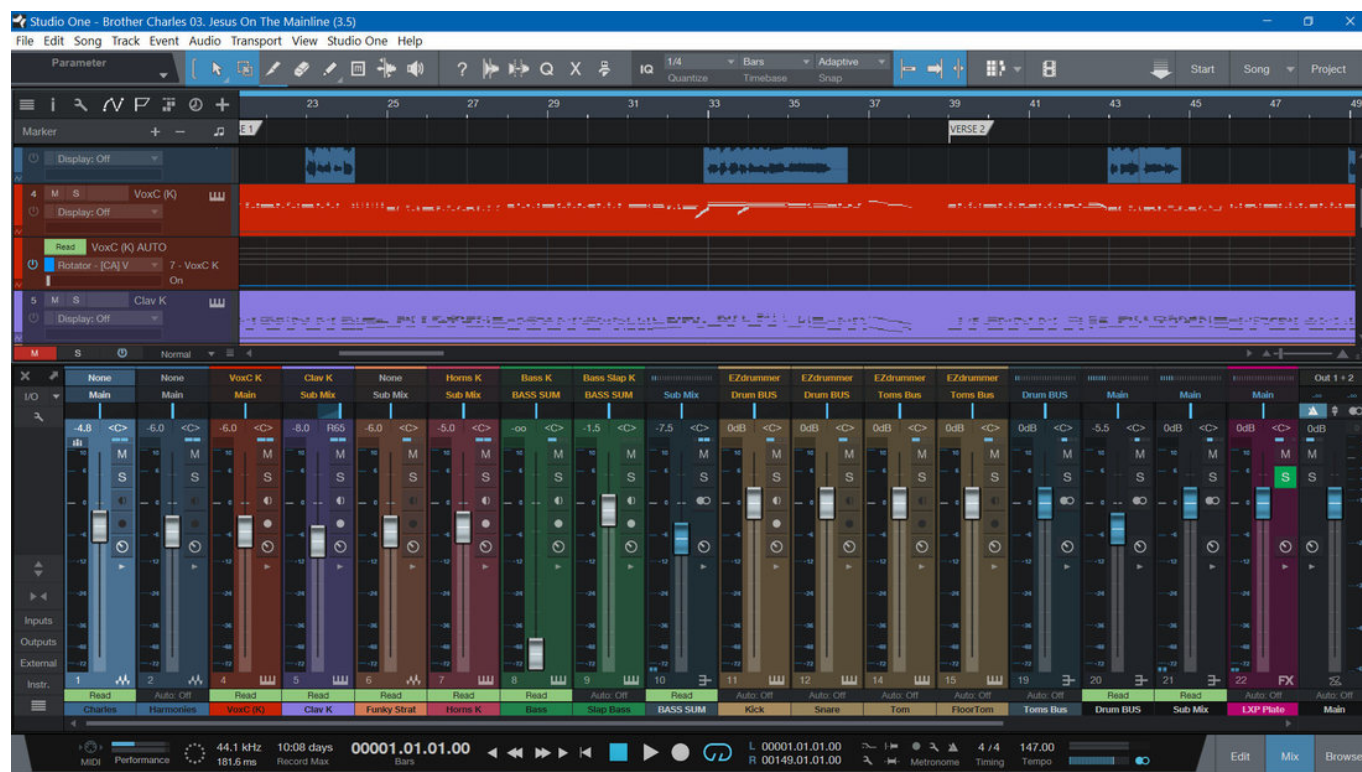 Studio One - Brother Charles 03. Jesus On The Mainline (3.5)
File Edit Song Track Event Audio Transport View Studio One Help
Parameter
? Q X IQ 1/4 Quantize Bars Timebase Adaptive Snap Start Song Project
23 25 27 29 31 33 35 37 39 41 43 45 47 49
Marker + - E 1 VERSE 2
Display: Off
4 M S VoxC (K)
Display: Off
Read VoxC (K) AUTO
Rotator - [CA] V 7 - VoxC K
On
5 M S Clav K
Display: Off
M S Normal
None None VoxC K Clav K None Horns K Bass K Bass Slap K EZdrummer EZdrummer EZdrummer EZdrummer Out 1 + 2
I/O Main Main Main Sub Mix Sub Mix Sub Mix BASS SUM BASS SUM Sub Mix Drum BUS Drum BUS Toms Bus Toms Bus Drum BUS Main Main Main
-4.8 <C> -6.0 <C> -6.0 <C> -8.0 R65 -6.0 <C> -5.0 <C> -oo <C> -1.5 <C> -7.5 <C> 0dB <C> 0dB <C> 0dB <C> 0dB <C> 0dB <C> -5.5 <C> 0dB <C> 0dB <C> 0dB
M M M M M M M M M M M M M M M M M M
S S S S S S S S S S S S S S S S S S
Inputs
Outputs
External
Instr.
1 2 4 5 6 7 8 9 10 11 12 14 15 19 20 21 22 FX
Read Auto: Off Read Read Read Read Read Auto: Off Read Auto: Off Auto: Off Auto: Off Auto: Off Auto: Off Read Read Auto: Off Auto: Off
Charles Harmonies VoxC (K) Clav K Funky Strat Horns K Bass Slap Bass BASS SUM Kick Snare Tom FloorTom Toms Bus Drum BUS Sub Mix LXP Plate Main
MIDI Performance 44.1 kHz 10:08 days 00001.01.01.00 L 00001.01.01.00 4 / 4 147.00
181.6 ms Record Max Bars R 00149.01.01.00 Metronome Timing Tempo Edit Mix Browse